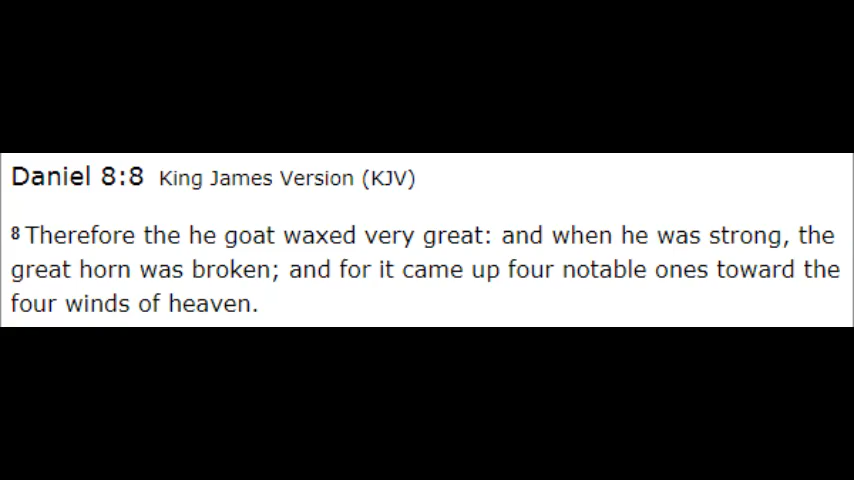 Daniel 8:8 King James Version (KJV)
8 Therefore the he goat waxed very great: and when he was strong, the
great horn was broken; and for it came up four notable ones toward the
four winds of heaven.